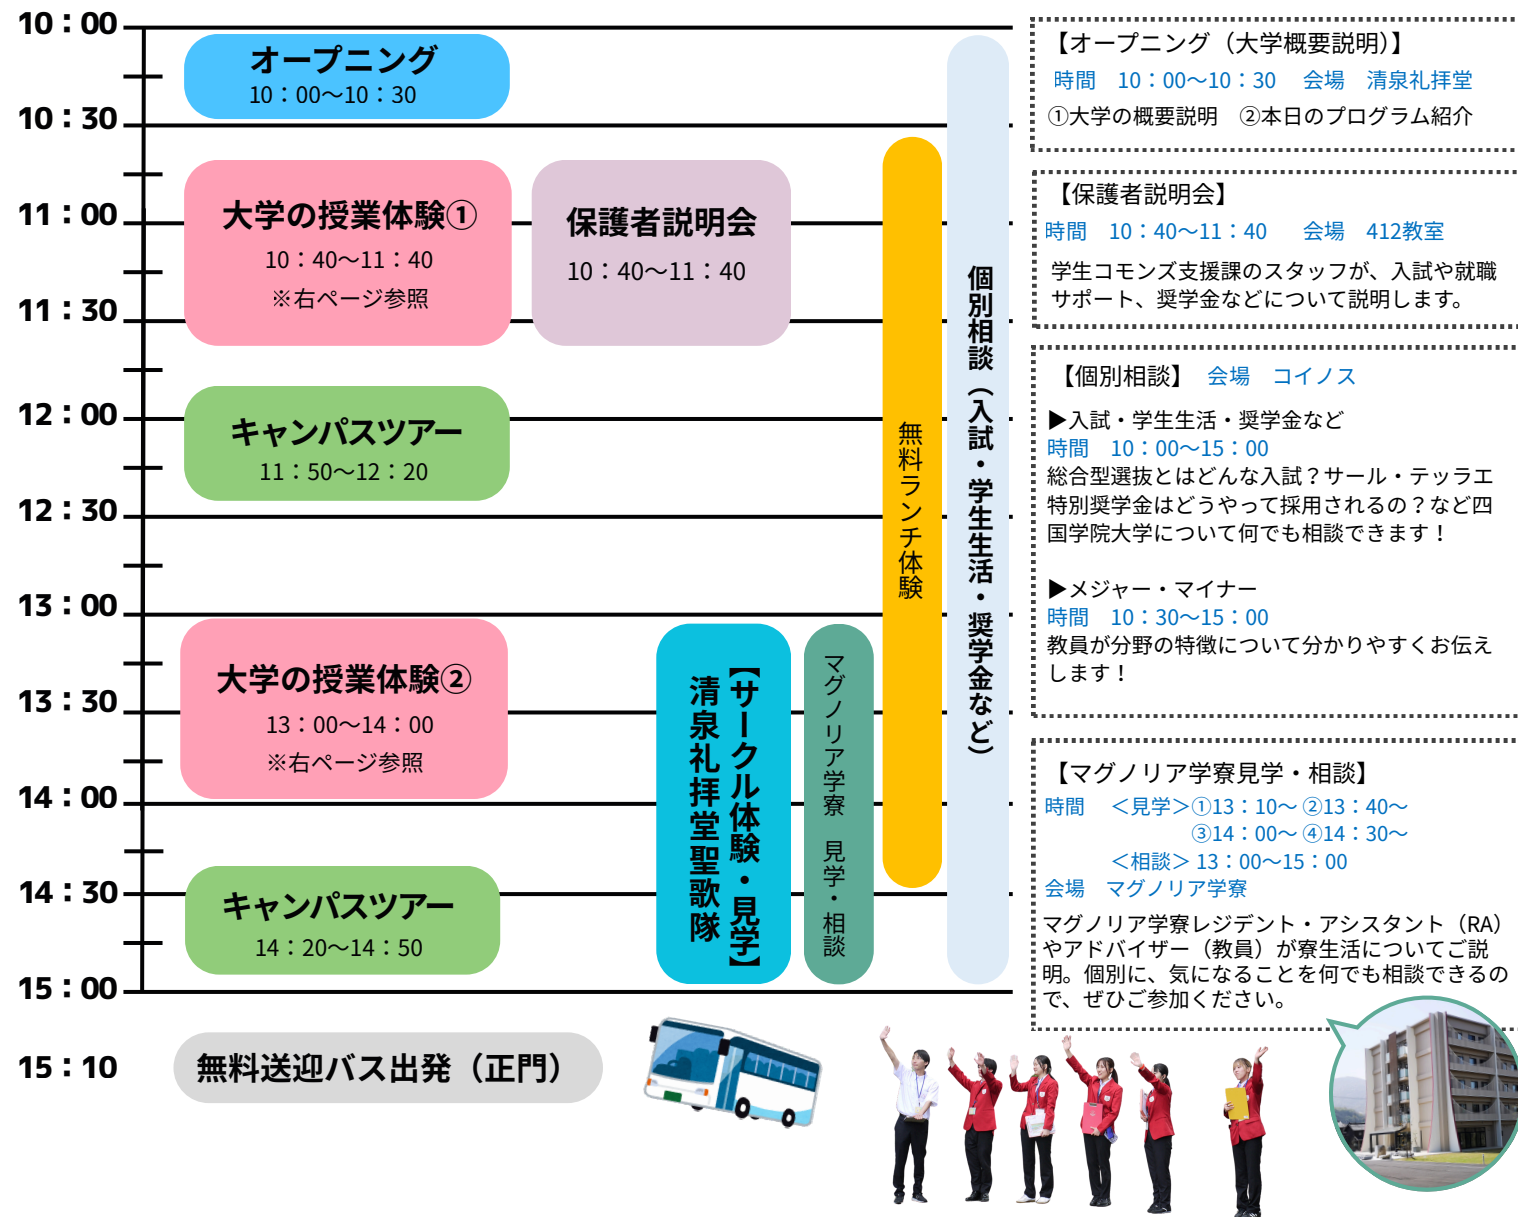 10：00
10：30
11：00
11：30
12：00
12：30
13：00
13：30
14：00
14：30
15：00
15：10
オープニング
10：00～10：30
大学の授業体験①
10：40～11：40
※右ページ参照
保護者説明会
10：40～11：40
キャンパスツアー
11：50～12：20
大学の授業体験②
13：00～14：00
※右ページ参照
キャンパスツアー
14：20～14：50
【サークル体験・見学】
清泉礼拝堂聖歌隊
マグノリア学寮　見学・相談
無料ランチ体験
個別相談（入試・学生生活・奨学金など）
無料送迎バス出発（正門）
【オープニング（大学概要説明）】
時間　10：00～10：30　会場　清泉礼拝堂
①大学の概要説明　②本日のプログラム紹介
【保護者説明会】
時間　10：40～11：40　会場　412教室
学生コモンズ支援課のスタッフが、入試や就職
サポート、奨学金などについて説明します。
【個別相談】　会場　コイノス
▶入試・学生生活・奨学金など
時間　10：00～15：00
総合型選抜とはどんな入試？サール・テッラエ
特別奨学金はどうやって採用されるの？など四
国学院大学について何でも相談できます！
▶メジャー・マイナー
時間　10：30～15：00
教員が分野の特徴について分かりやすくお伝え
します！
【マグノリア学寮見学・相談】
時間　＜見学＞①13：10～ ②13：40～
③14：00～ ④14：30～
＜相談＞ 13：00～15：00
会場　マグノリア学寮
マグノリア学寮レジデント・アシスタント（RA）
やアドバイザー（教員）が寮生活についてご説
明。個別に、気になることを何でも相談できるの
で、ぜひご参加ください。